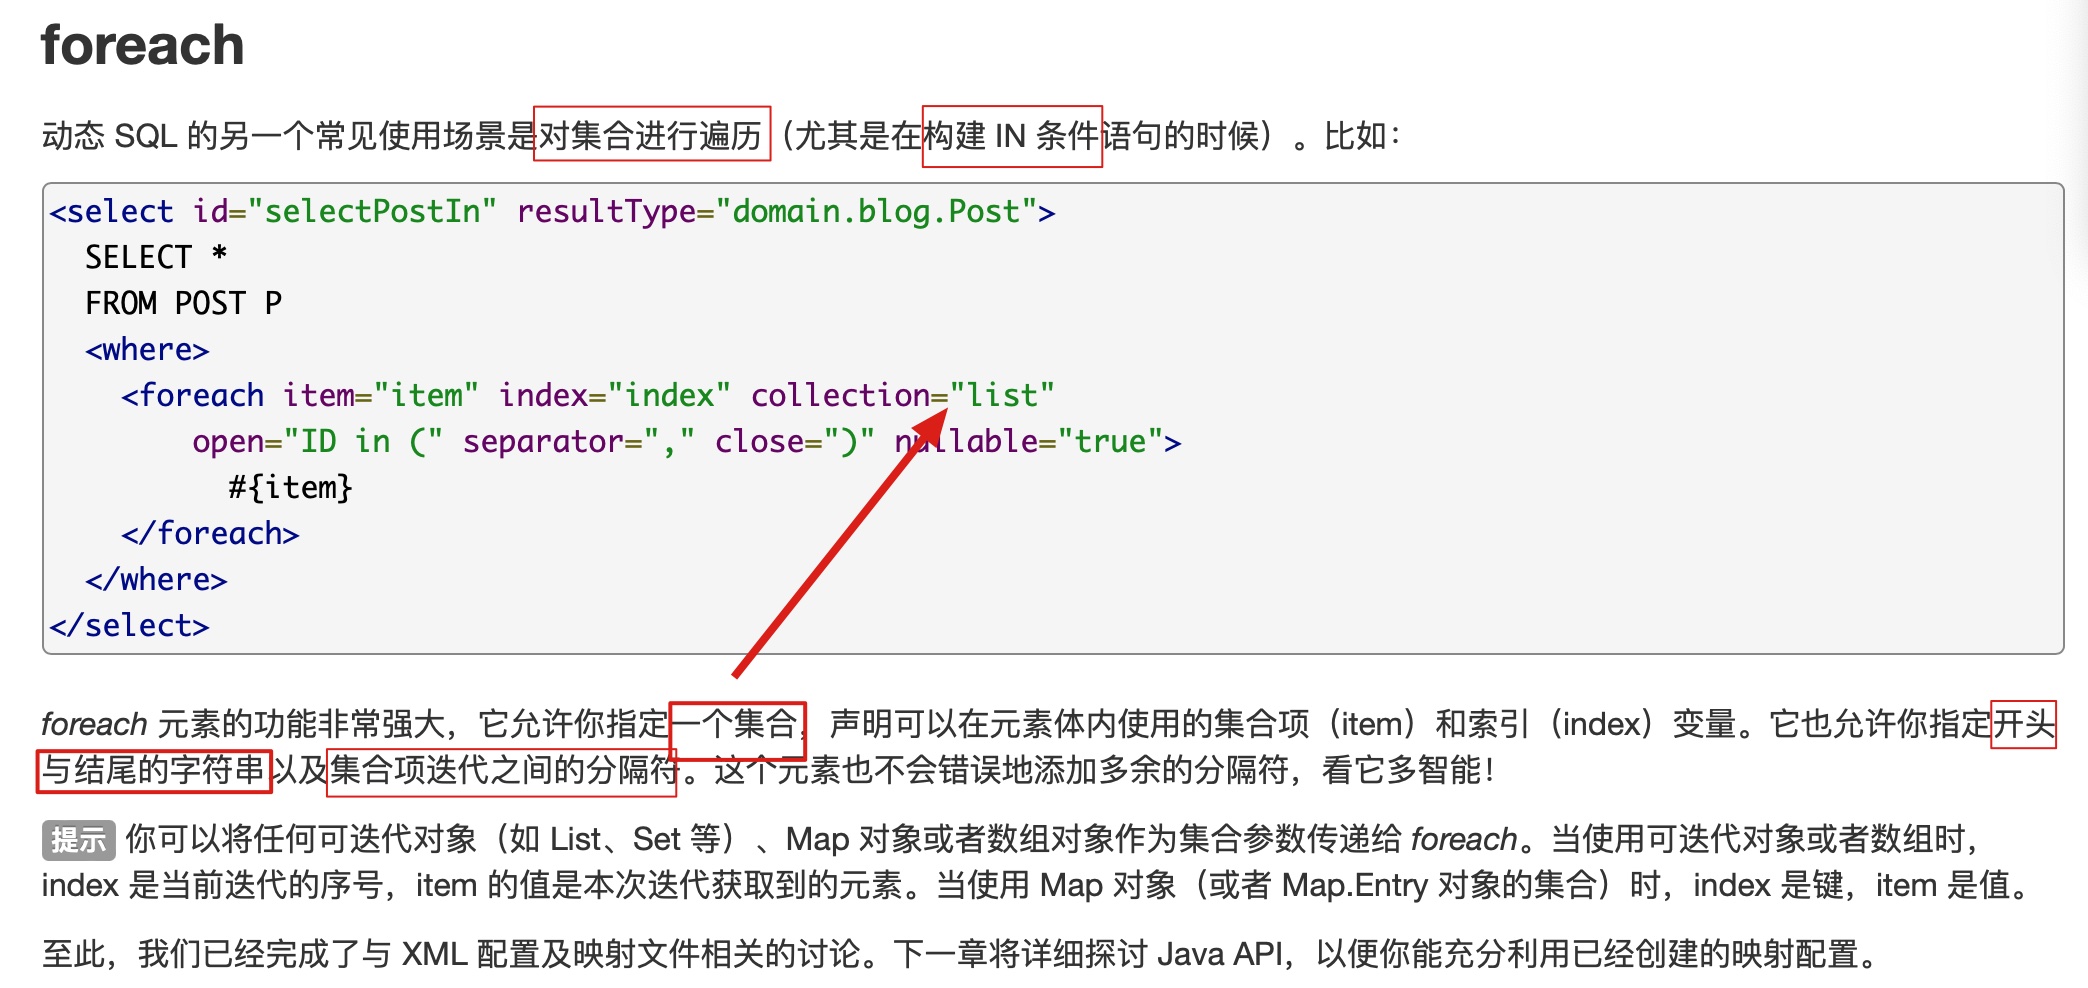 foreach
动态 SQL 的另一个常见使用场景是对集合进行遍历（尤其是在构建 IN 条件语句的时候）。比如：
<select id="selectPostIn" resultType="domain.blog.Post">
  SELECT *
  FROM POST P
  <where>
    <foreach item="item" index="index" collection="list"
        open="ID in (" separator="," close=")" nullable="true">
          #{item}
    </foreach>
  </where>
</select>
foreach 元素的功能非常强大，它允许你指定一个集合，声明可以在元素体内使用的集合项（item）和索引（index）变量。它也允许你指定开头
与结尾的字符串以及集合项迭代之间的分隔符。这个元素也不会错误地添加多余的分隔符，看它多智能！
提示 你可以将任何可迭代对象（如 List、Set 等）、Map 对象或者数组对象作为集合参数传递给 foreach。当使用可迭代对象或者数组时，
index 是当前迭代的序号，item 的值是本次迭代获取到的元素。当使用 Map 对象（或者 Map.Entry 对象的集合）时，index 是键，item 是值。
至此，我们已经完成了与 XML 配置及映射文件相关的讨论。下一章将详细探讨 Java API，以便你能充分利用已经创建的映射配置。